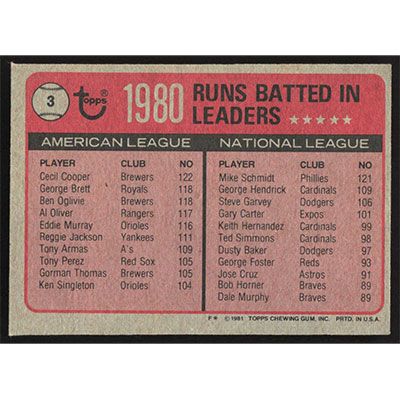 3
topps
1980 RUNS BATTED IN
LEADERS
AMERICAN LEAGUE
PLAYER CLUB NO
Cecil Cooper Brewers 122
George Brett Royals 118
Ben Oglivie Brewers 118
Al Oliver Rangers 117
Eddie Murray Orioles 116
Reggie Jackson Yankees 111
Tony Armas A's 109
Tony Perez Red Sox 105
Gorman Thomas Brewers 105
Ken Singleton Orioles 104
NATIONAL LEAGUE
PLAYER CLUB NO
Mike Schmidt Phillies 121
George Hendrick Cardinals 109
Steve Garvey Dodgers 106
Gary Carter Expos 101
Keith Hernandez Cardinals 99
Ted Simmons Cardinals 98
Dusty Baker Dodgers 97
George Foster Reds 93
Jose Cruz Astros 91
Bob Horner Braves 89
Dale Murphy Braves 89
F* © 1981 TOPPS CHEWING GUM, INC. PRTD. IN U.S.A.